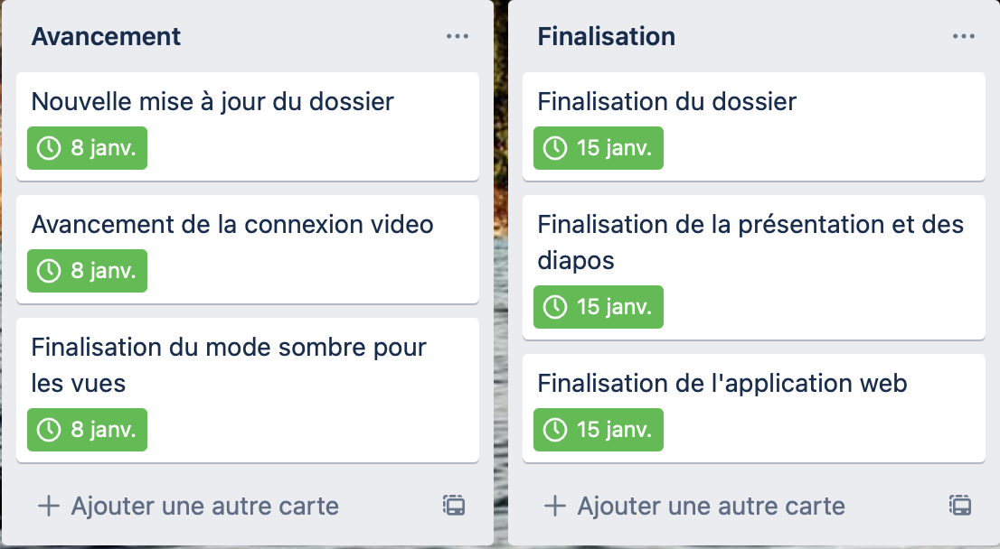 Avancement
Nouvelle mise à jour du dossier
8 janv.
Avancement de la connexion video
8 janv.
Finalisation du mode sombre pour
les vues
8 janv.
Ajouter une autre carte
Finalisation
Finalisation du dossier
15 janv.
Finalisation de la présentation et des
diapos
15 janv.
Finalisation de l'application web
15 janv.
Ajouter une autre carte